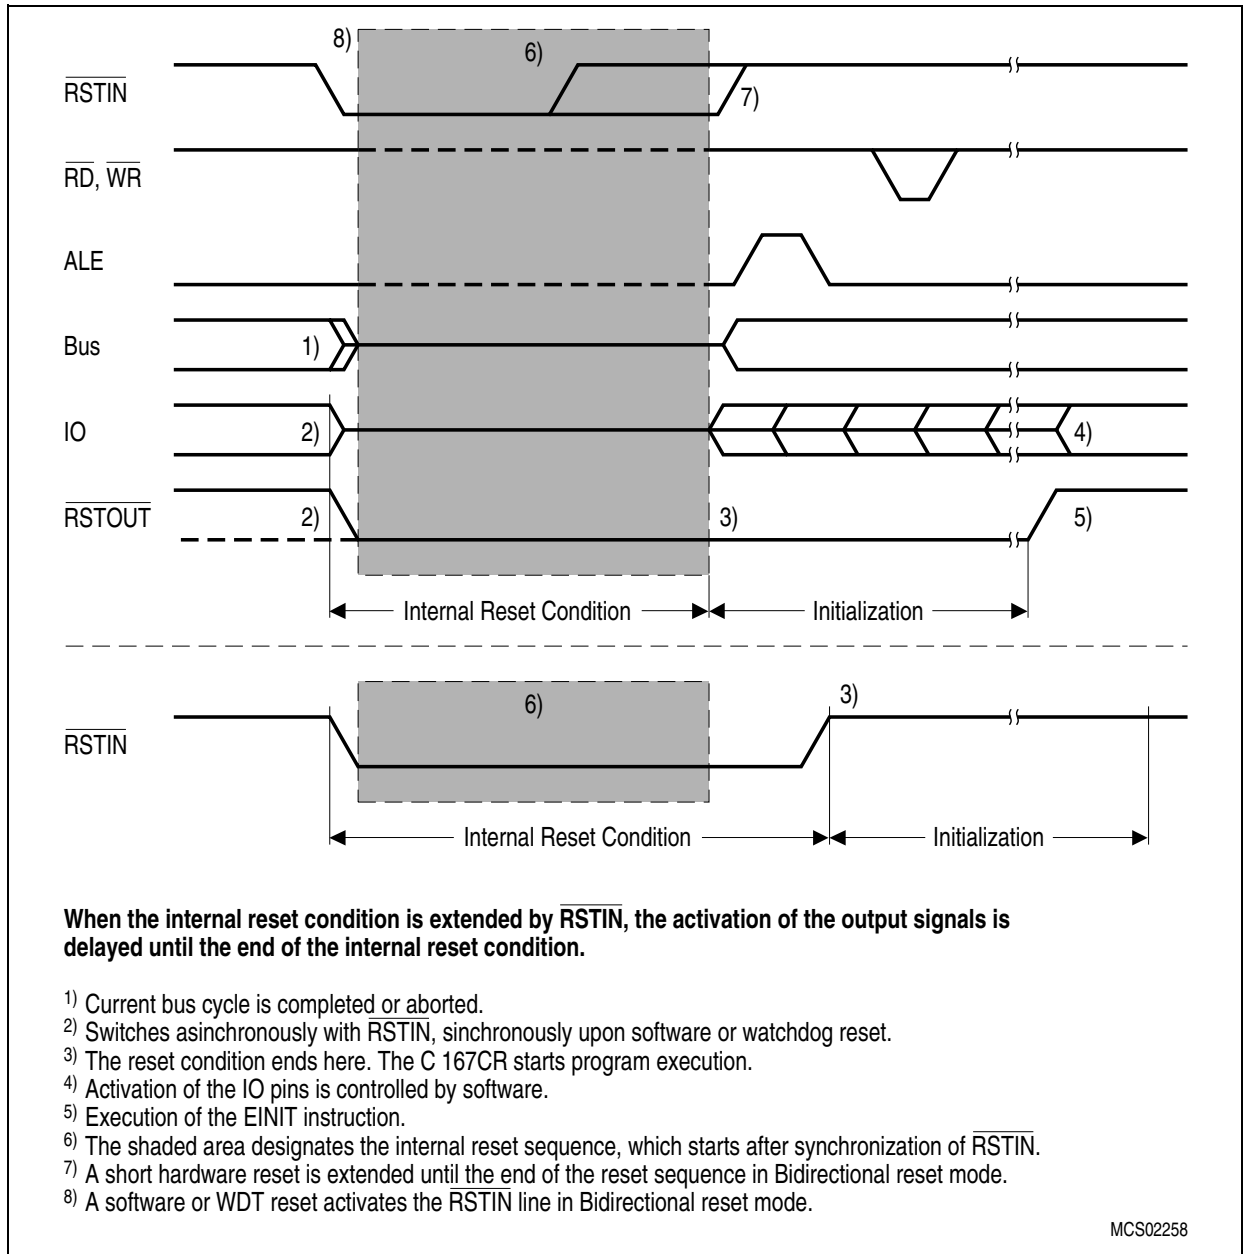 8) 6)
RSTIN 7)
RD, WR
ALE
Bus 1)
IO 2) 4)
RSTOUT 2) 3) 5)
Internal Reset Condition Initialization
6) 3)
RSTIN
Internal Reset Condition Initialization
When the internal reset condition is extended by RSTIN, the activation of the output signals is
delayed until the end of the internal reset condition.
1) Current bus cycle is completed or aborted.
2) Switches asinchronously with RSTIN, sinchronously upon software or watchdog reset.
3) The reset condition ends here. The C 167CR starts program execution.
4) Activation of the IO pins is controlled by software.
5) Execution of the EINIT instruction.
6) The shaded area designates the internal reset sequence, which starts after synchronization of RSTIN.
7) A short hardware reset is extended until the end of the reset sequence in Bidirectional reset mode.
8) A software or WDT reset activates the RSTIN line in Bidirectional reset mode.
MCS02258